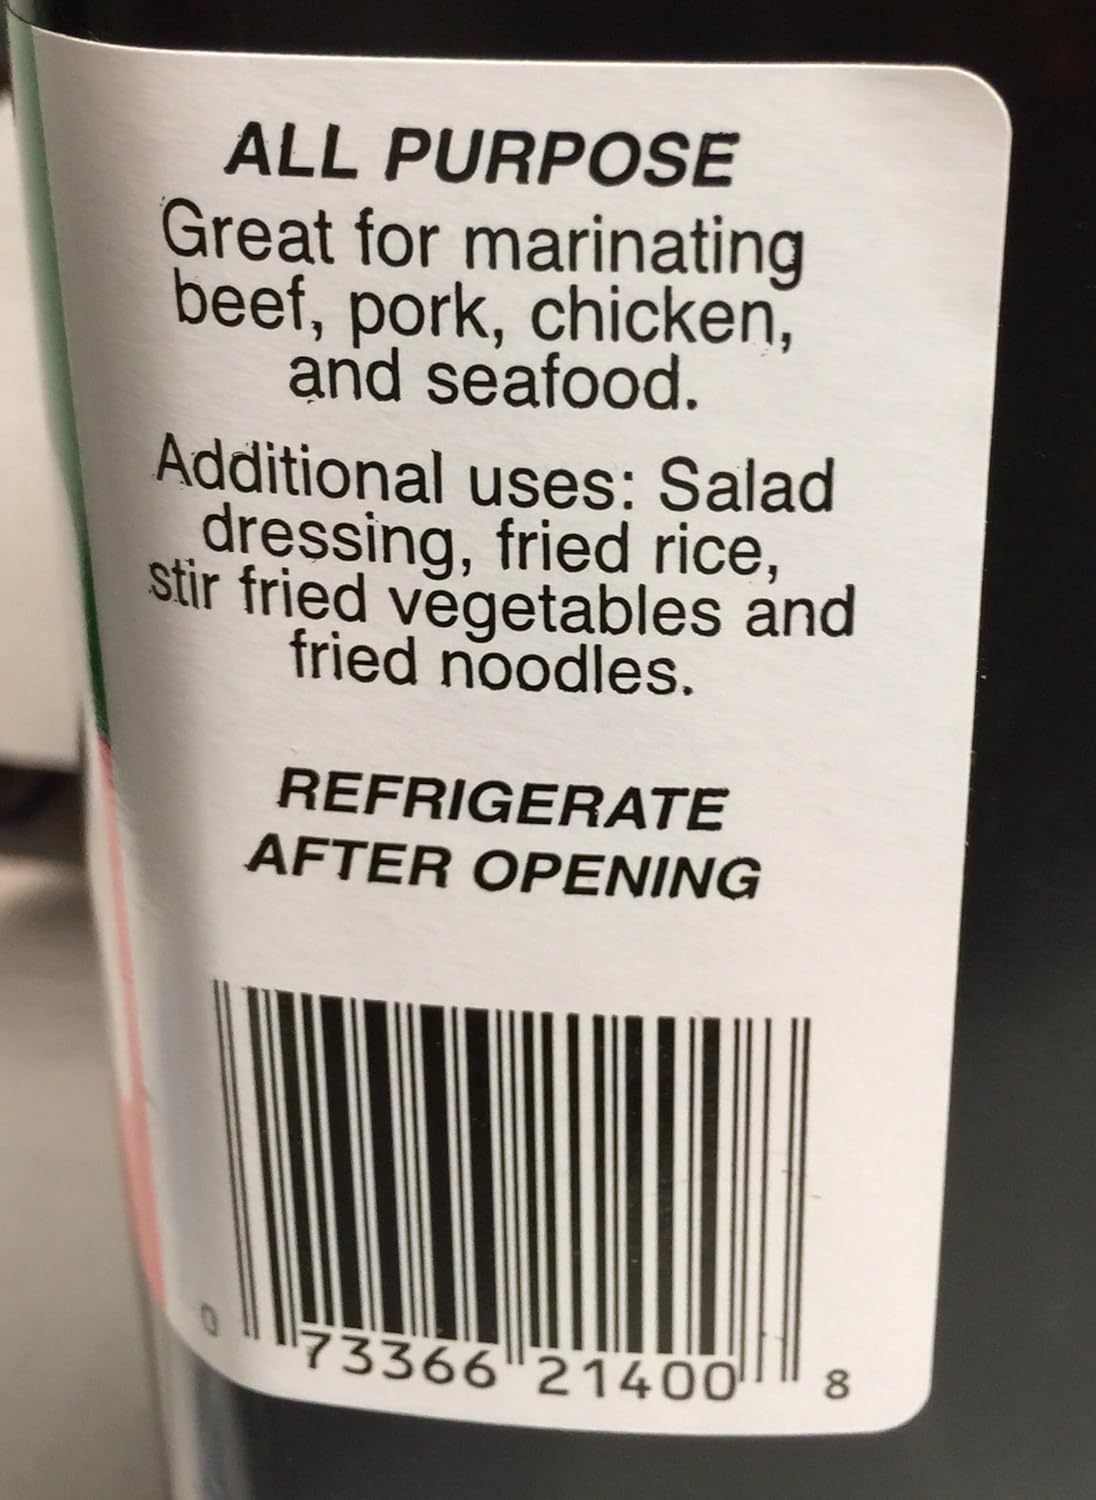 ALL PURPOSE
Great for marinating
beef, pork, chicken,
and seafood.
Additional uses: Salad
dressing, fried rice,
stir fried vegetables and
fried noodles.
REFRIGERATE
AFTER OPENING
0 73366 21400 8